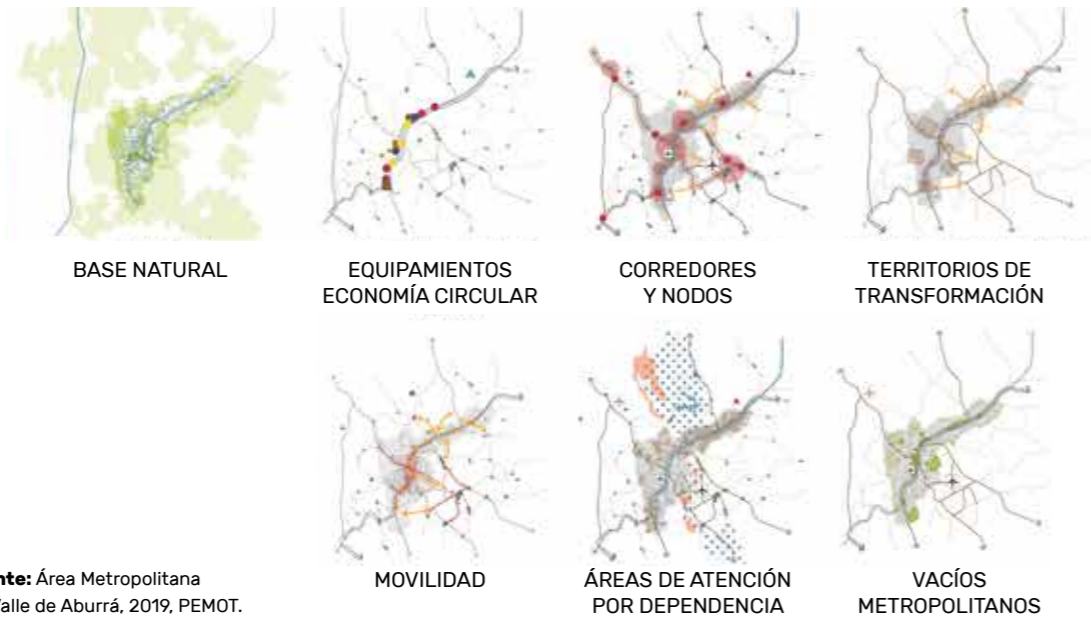 BASE NATURAL
EQUIPAMIENTOS
ECONOMÍA CIRCULAR
CORREDORES
Y NODOS
TERRITORIOS DE
TRANSFORMACIÓN
MOVILIDAD
ÁREAS DE ATENCIÓN
POR DEPENDENCIA
VACÍOS
METROPOLITANOS
nte: Área Metropolitana
alle de Aburrá, 2019, PEMOT.